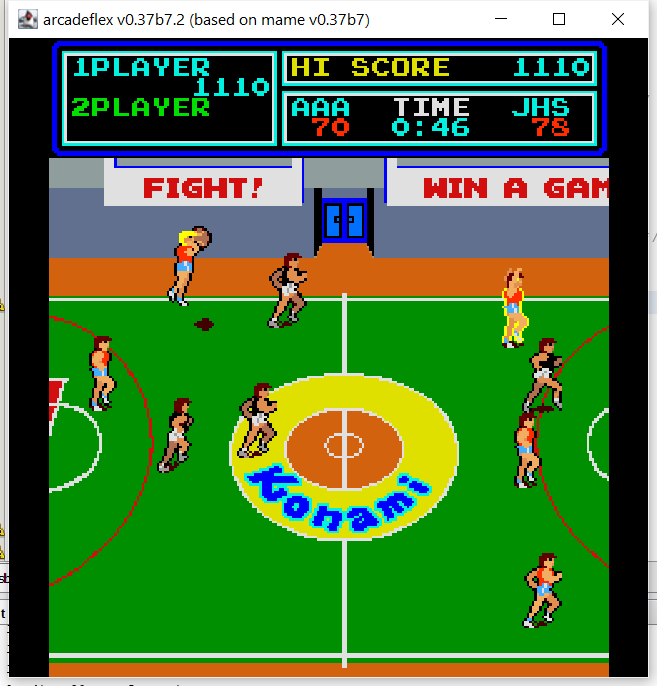 arcadeflex v0.37b7.2 (based on mame v0.37b7)
1PLAYER
1110
2PLAYER
HI SCORE 1110
AAA TIME JHS
70 0:46 78
FIGHT!
WIN A GAM
Konami